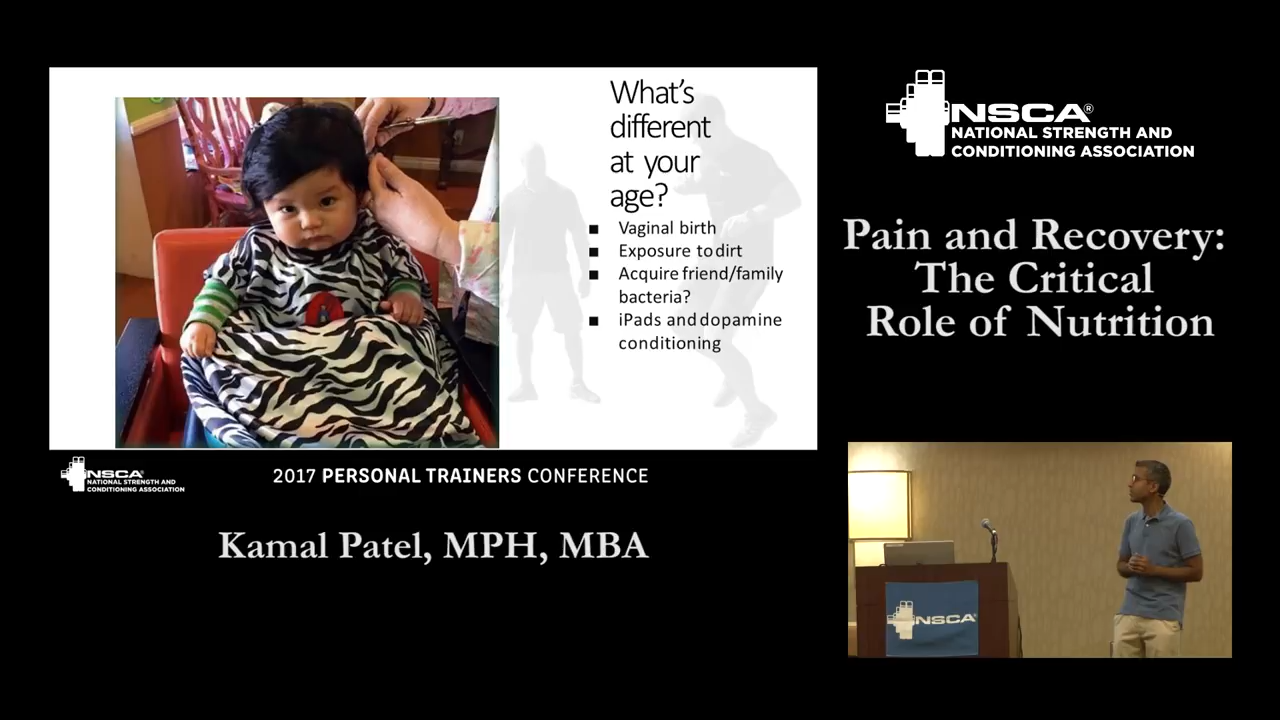 What's
different
at your
age?
■ Vaginal birth
■ Exposure to dirt
■ Acquire friend/family
bacteria?
■ iPads and dopamine
conditioning
NSCA®
NATIONAL STRENGTH AND
CONDITIONING ASSOCIATION
Pain and Recovery:
The Critical
Role of Nutrition
NSCA®
NATIONAL STRENGTH AND
CONDITIONING ASSOCIATION
2017 PERSONAL TRAINERS CONFERENCE
Kamal Patel, MPH, MBA
NSCA